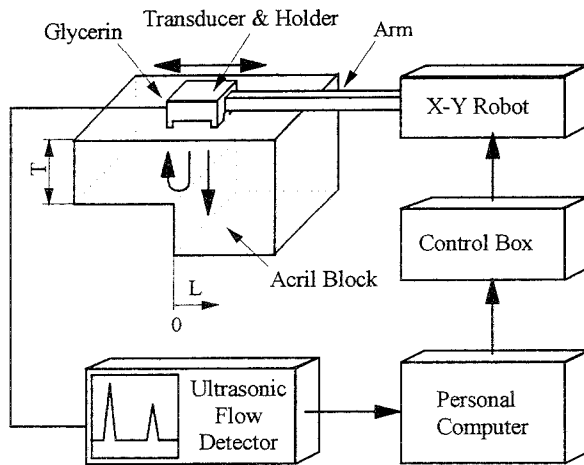 Transducer & Holder
Glycerin
Arm
X-Y Robot
T
Control Box
Acril Block
L
0
Ultrasonic
Flow
Detector
Personal
Computer